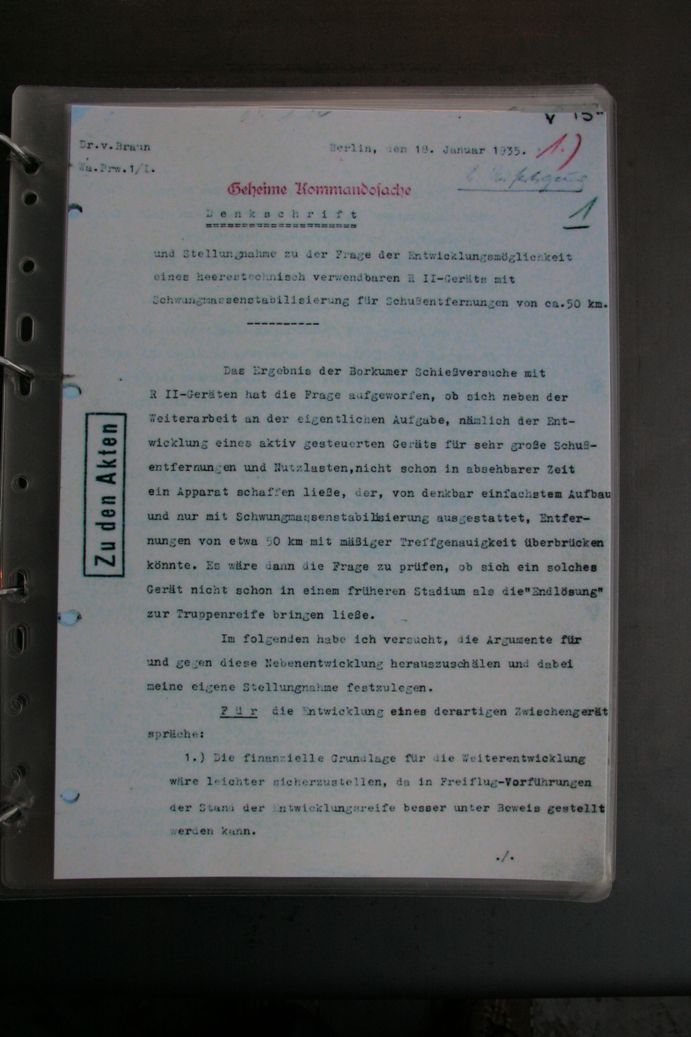 V 15-
Dr.v.Braun Berlin, den 18. Januar 1935. 1.)
Wa.Prw.1/I.
Geheime Kommandosache
1
Denkschrift
und Stellungnahme zu der Frage der Entwicklungsmöglichkeit
eines heerestechnisch verwendbaren R II-Geräts mit
Schwungmassenstabilisierung für Schußentfernungen von ca.50 km.
----------
Das Ergebnis der Borkumer Schießversuche mit
R II-Geräten hat die Frage aufgeworfen, ob sich neben der
Weiterarbeit an der eigentlichen Aufgabe, nämlich der Ent-
wicklung eines aktiv gesteuerten Geräts für sehr große Schuß-
entfernungen und Nutzlasten,nicht schon in absehbarer Zeit
ein Apparat schaffen ließe, der, von denkbar einfachstem Aufbau
und nur mit Schwungmassenstabilisierung ausgestattet, Entfer-
nungen von etwa 50 km mit mäßiger Treffgenauigkeit überbrücken
könnte. Es wäre dann die Frage zu prüfen, ob sich ein solches
Gerät nicht schon in einem früheren Stadium als die"Endlösung"
zur Truppenreife bringen ließe.
Im folgenden habe ich versucht, die Argumente für
und gegen diese Nebenentwicklung herauszuschälen und dabei
meine eigene Stellungnahme festzulegen.
Für die Entwicklung eines derartigen Zwischengerät
spräche:
1.) Die finanzielle Grundlage für die Weiterentwicklung
wäre leichter sicherzustellen, da in Freiflug-Vorführungen
der Stand der Entwicklungsreife besser unter Beweis gestellt
werden kann.
./.
Zu den Akten